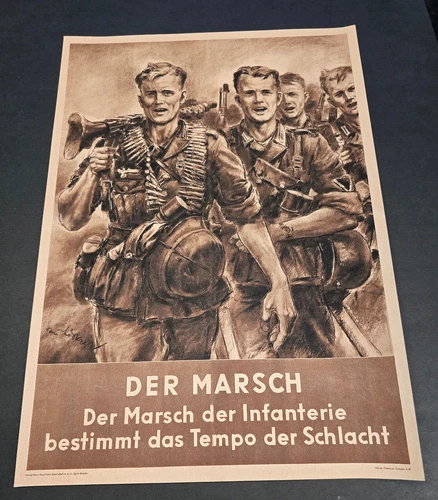 DER MARSCH
Der Marsch der Infanterie
bestimmt das Tempo der Schlacht